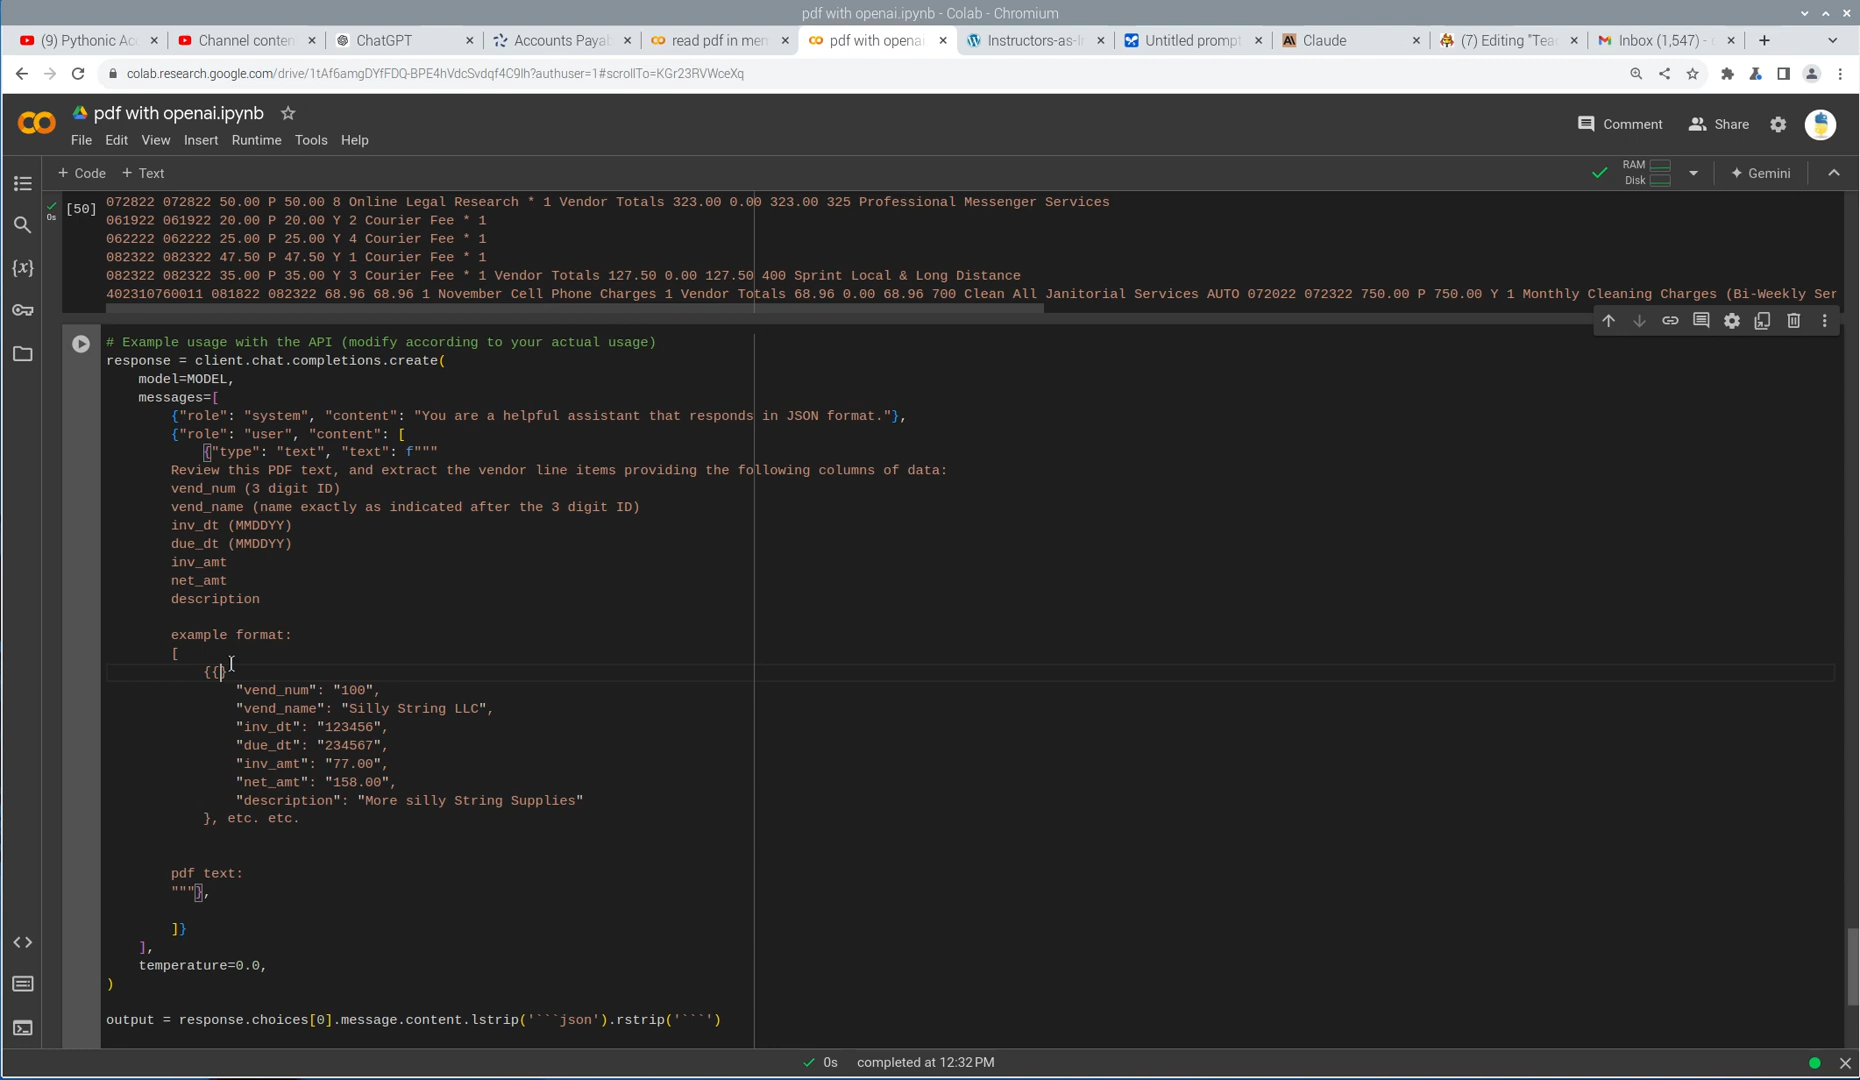 pdf with openai.ipynb - Colab - Chromium
(9) Pythonic Ac
Channel conten
ChatGPT
Accounts Paya
read pdf in mem
pdf with opena
Instructors-as-I
Untitled prompt
Claude
(7) Editing "Tea
Inbox (1,547) -
colab.research.google.com/drive/1tAf6amgDYfFDQ-BPE4hVdcSvdqf4C9lh?authuser=1#scrollTo=KGr23RVWceXq
pdf with openai.ipynb
File Edit View Insert Runtime Tools Help
Comment
Share
+ Code + Text
RAM
Disk
Gemini
0s
[50]
072822 072822 50.00 P 50.00 8 Online Legal Research * 1 Vendor Totals 323.00 0.00 323.00 325 Professional Messenger Services
061922 061922 20.00 P 20.00 Y 2 Courier Fee * 1
062222 062222 25.00 P 25.00 Y 4 Courier Fee * 1
082322 082322 47.50 P 47.50 Y 1 Courier Fee * 1
082322 082322 35.00 P 35.00 Y 3 Courier Fee * 1 Vendor Totals 127.50 0.00 127.50 400 Sprint Local & Long Distance
402310760011 081822 082322 68.96 68.96 1 November Cell Phone Charges 1 Vendor Totals 68.96 0.00 68.96 700 Clean All Janitorial Services AUTO 072022 072322 750.00 P 750.00 Y 1 Monthly Cleaning Charges (Bi-Weekly Ser
# Example usage with the API (modify according to your actual usage)
response = client.chat.completions.create(
model=MODEL,
messages=[
{"role": "system", "content": "You are a helpful assistant that responds in JSON format."},
{"role": "user", "content": [
{"type": "text", "text": f"""
Review this PDF text, and extract the vendor line items providing the following columns of data:
vend_num (3 digit ID)
vend_name (name exactly as indicated after the 3 digit ID)
inv_dt (MMDDYY)
due_dt (MMDDYY)
inv_amt
net_amt
description
example format:
[
{{}
"vend_num": "100",
"vend_name": "Silly String LLC",
"inv_dt": "123456",
"due_dt": "234567",
"inv_amt": "77.00",
"net_amt": "158.00",
"description": "More silly String Supplies"
}, etc. etc.
pdf text:
"""},
]}
],
temperature=0.0,
)
output = response.choices[0].message.content.lstrip('```json').rstrip('```')
0s completed at 12:32 PM